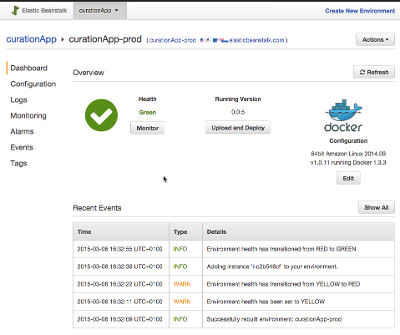 Elastic Beanstalk curationApp Create New Environment
curationApp curationApp-prod elasticbeanstalk.com) Actions
Dashboard
Configuration
Logs
Monitoring
Alarms
Events
Tags
Overview Refresh
Health
Green
Monitor
Running Version
0.0.5
Upload and Deploy
docker
Configuration
64bit Amazon Linux 2014.09
v1.0.11 running Docker 1.3.3
Edit
Recent Events Show All
Time Type Details
2015-03-06 16:32:55 UTC+0100 INFO Environment health has transitioned from RED to GREEN
2015-03-06 16:32:38 UTC+0100 INFO Adding instance to your environment.
2015-03-06 16:32:22 UTC+0100 WARN Environment health has transitioned from YELLOW to RED
2015-03-06 16:32:11 UTC+0100 WARN Environment health has been set to YELLOW
2015-03-06 16:32:09 UTC+0100 INFO Successfully rebuilt environment: curationApp-prod